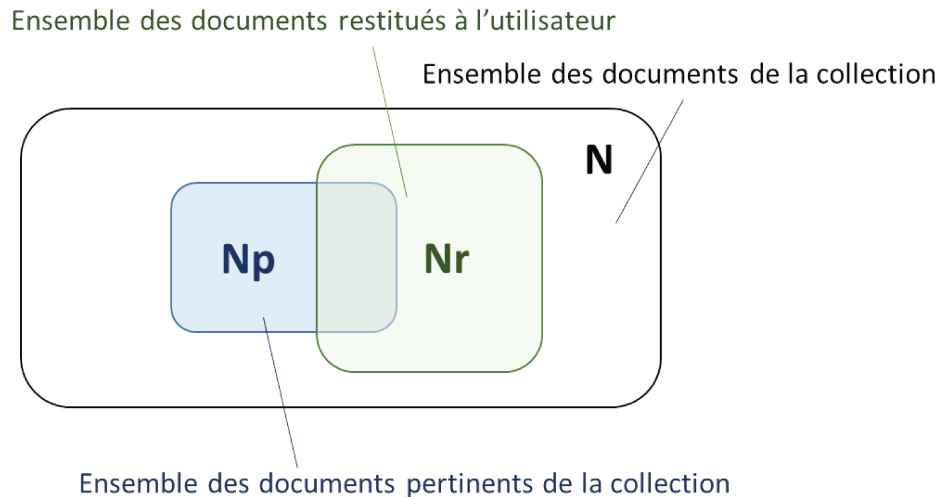 Ensemble des documents restitués à l’utilisateur
Ensemble des documents de la collection
N
Np
Nr
Ensemble des documents pertinents de la collection